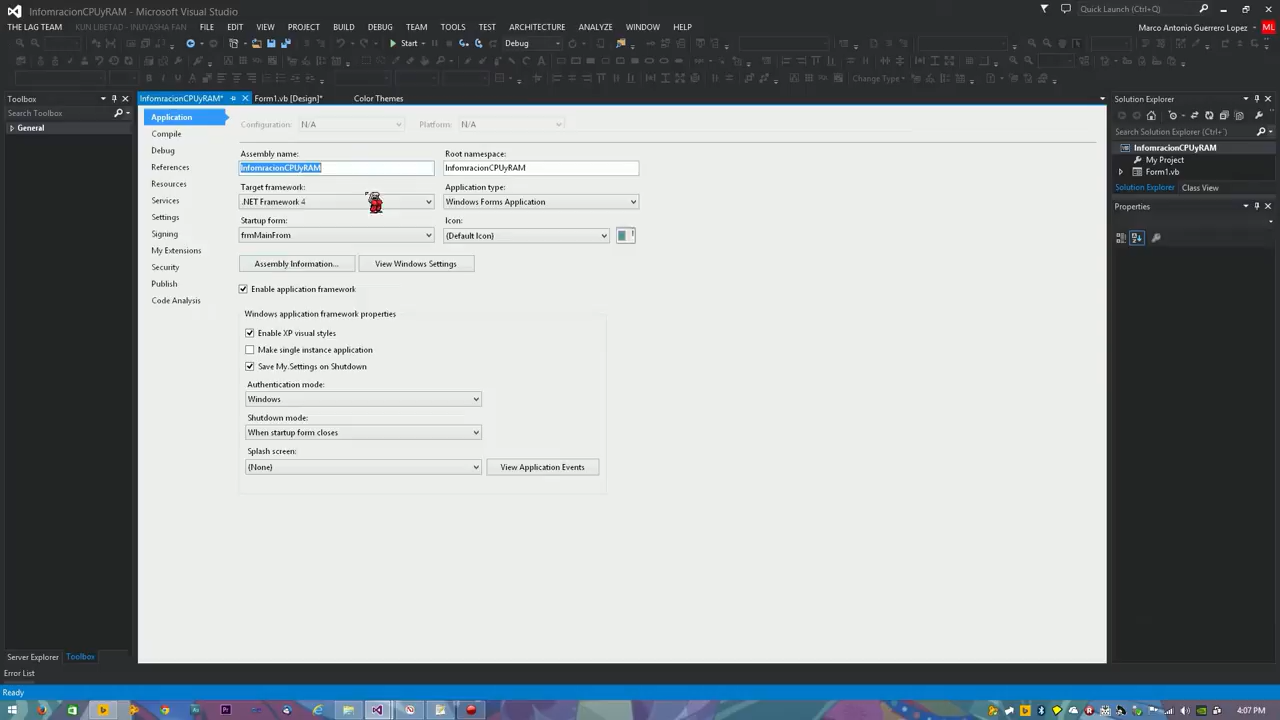 InfomracionCPUyRAM - Microsoft Visual Studio
Quick Launch (Ctrl+Q)
THE LAG TEAM KUN LIBETAD - INUYASHA FAN FILE EDIT VIEW PROJECT BUILD DEBUG TEAM TOOLS TEST ARCHITECTURE ANALYZE WINDOW HELP
Marco Antonio Guerrero Lopez ML
Start Debug
Change Type
Toolbox
InfomracionCPUyRAM* Form1.vb [Design]* Color Themes
Solution Explorer
Search Toolbox
General
Application
Compile
Debug
References
Resources
Services
Settings
Signing
My Extensions
Security
Publish
Code Analysis
Configuration: N/A Platform: N/A
Assembly name: Root namespace:
InfomracionCPUyRAM InfomracionCPUyRAM
Target framework: Application type:
.NET Framework 4 Windows Forms Application
Startup form: Icon:
frmMainFrom (Default Icon)
Assembly Information... View Windows Settings
Enable application framework
Windows application framework properties
Enable XP visual styles
Make single instance application
Save My.Settings on Shutdown
Authentication mode:
Windows
Shutdown mode:
When startup form closes
Splash screen:
(None) View Application Events
Search Solution Explorer (Ctrl+')
InfomracionCPUyRAM
My Project
Form1.vb
Solution Explorer Class View
Properties
Server Explorer Toolbox
Error List
Ready
4:07 PM